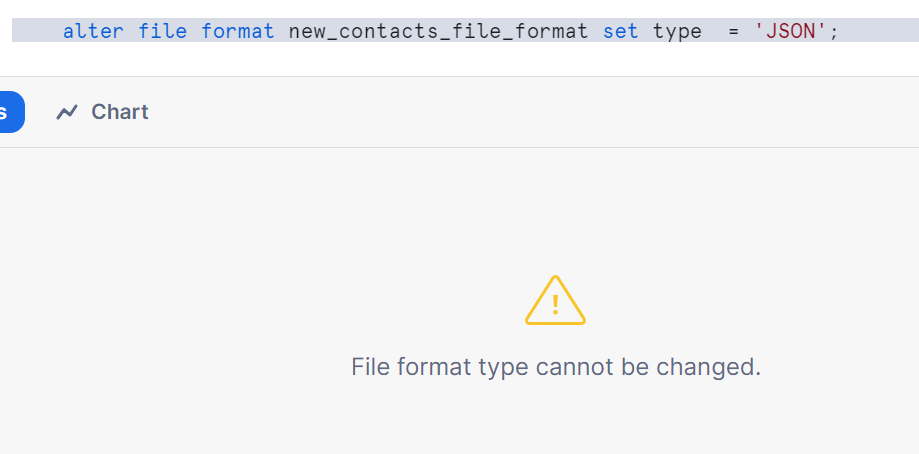 alter file format new_contacts_file_format set type = 'JSON';
s
Chart
File format type cannot be changed.